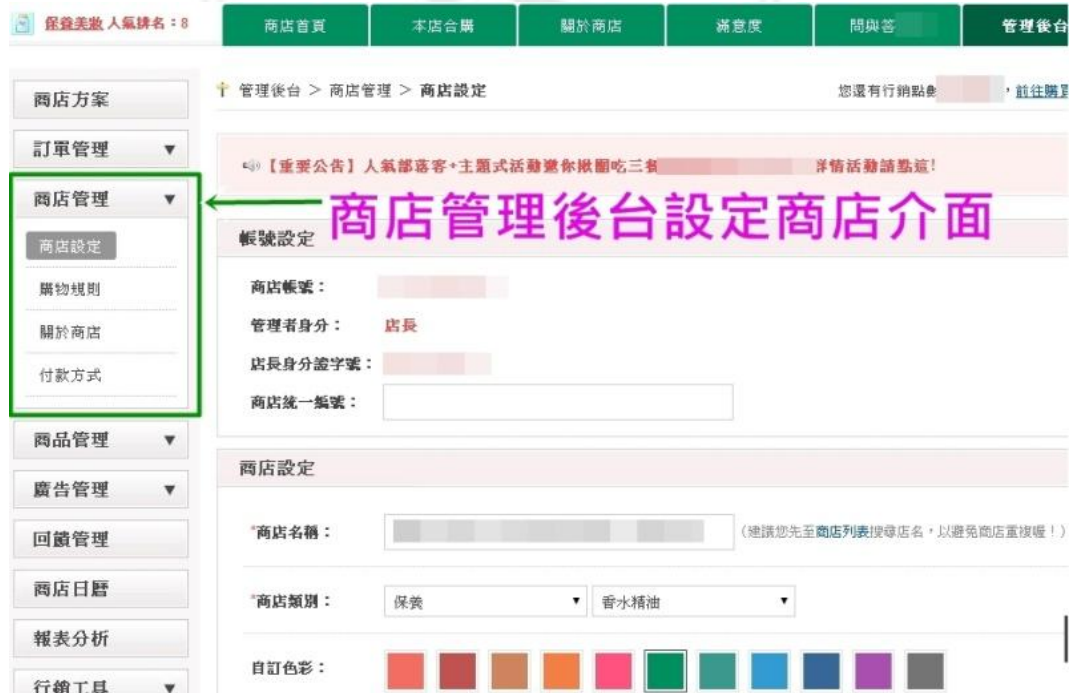 保養美妝 人氣排名：8
商店首頁
本店合購
關於商店
滿意度
問與答
管理後台
管理後台 > 商店管理 > 商店設定
您還有行銷點數
，前往購買
商店方案
訂單管理 ▼
商店管理 ▼
商店設定
購物規則
關於商店
付款方式
商品管理 ▼
廣告管理 ▼
回饋管理
商店日曆
報表分析
行銷工具 ▼
【重要公告】人氣部落客+主題式活動邀你揪團吃三餐
詳情活動請點這!
商店管理後台設定商店介面
帳號設定
商店帳號：
管理者身分： 店長
店長身分證字號：
商店統一編號：
商店設定
*商店名稱：
（建議您先至商店列表搜尋店名，以避免商店重複喔！）
*商店類別： 保養 ▼ 香水精油 ▼
自訂色彩：